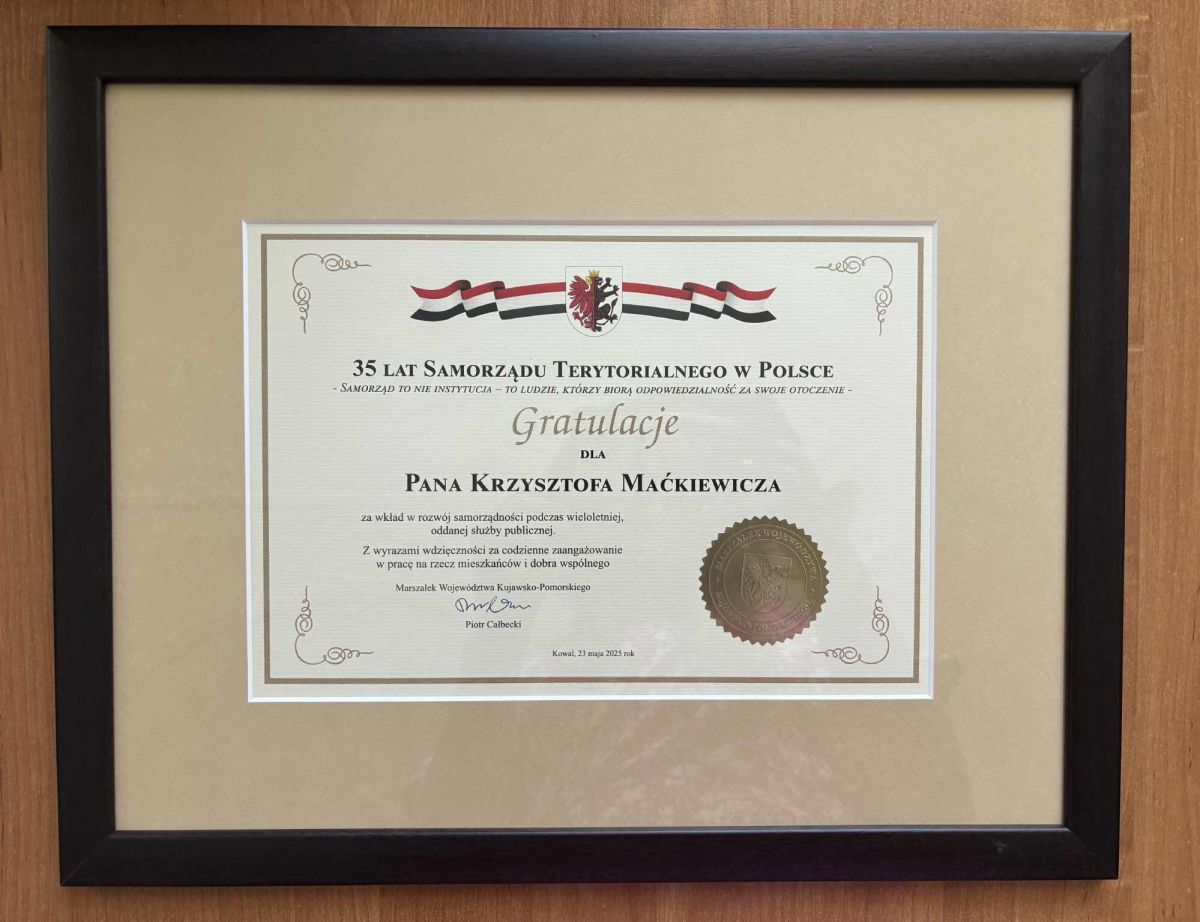 35 LAT SAMORZĄDU TERYTORIALNEGO W POLSCE
- SAMORZĄD TO NIE INSTYTUCJA – TO LUDZIE, KTÓRZY BIORĄ ODPOWIEDZIALNOŚĆ ZA SWOJE OTOCZENIE -
Gratulacje
DLA
PANA KRZYSZTOFA MAĆKIEWICZA
za wkład w rozwój samorządności podczas wieloletniej,
oddanej służby publicznej.
Z wyrazami wdzięczności za codzienne zaangażowanie
w pracę na rzecz mieszkańców i dobra wspólnego
Marszałek Województwa Kujawsko-Pomorskiego
Piotr Całbecki
Kowal, 23 maja 2025 rok
MARSZAŁEK WOJEWÓDZTWA